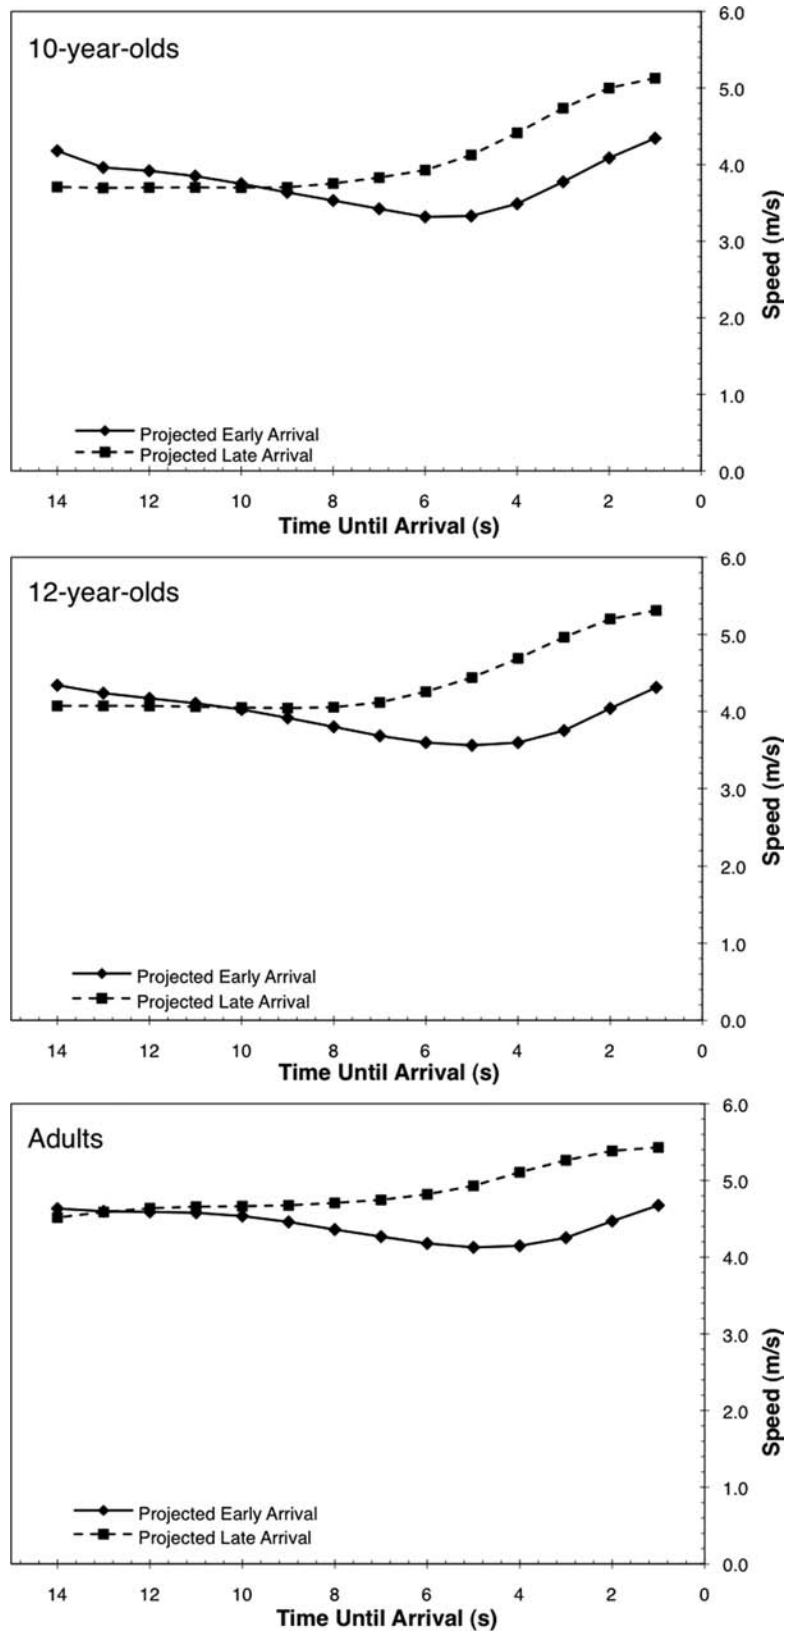 10-year-olds
6.0
5.0
4.0
3.0
2.0
1.0
0.0
Speed (m/s)
Projected Early Arrival
Projected Late Arrival
14 12 10 8 6 4 2 0
Time Until Arrival (s)
12-year-olds
6.0
5.0
4.0
3.0
2.0
1.0
0.0
Speed (m/s)
Projected Early Arrival
Projected Late Arrival
14 12 10 8 6 4 2 0
Time Until Arrival (s)
Adults
6.0
5.0
4.0
3.0
2.0
1.0
0.0
Speed (m/s)
Projected Early Arrival
Projected Late Arrival
14 12 10 8 6 4 2 0
Time Until Arrival (s)